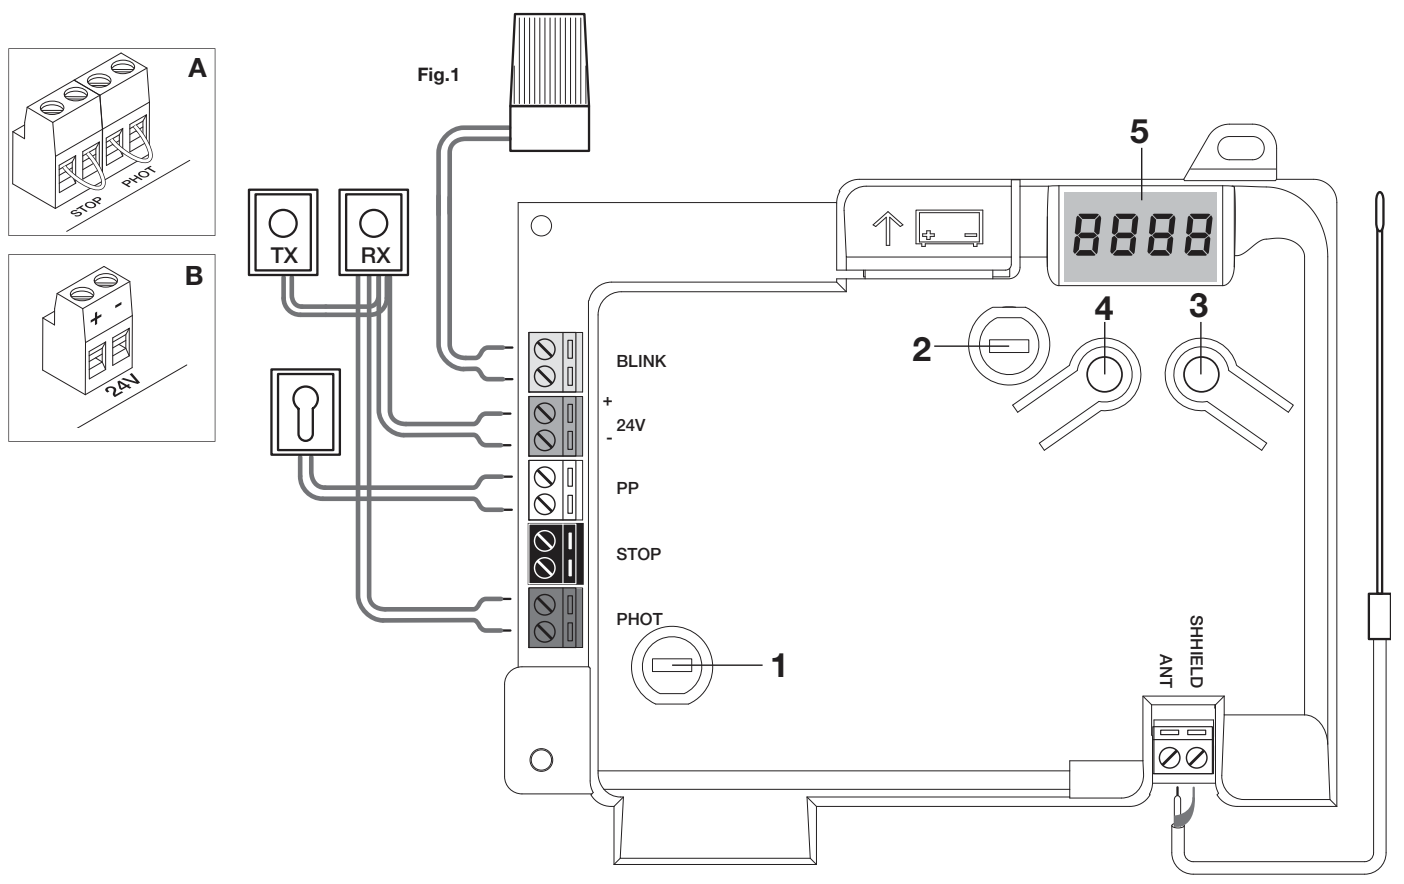 Fig.1
A
STOP
PHOT
B
+ -
24V
TX
RX
+ -
8888
5
4
3
2
BLINK
+
24V
-
PP
STOP
PHOT
1
ANT
SHHIELD